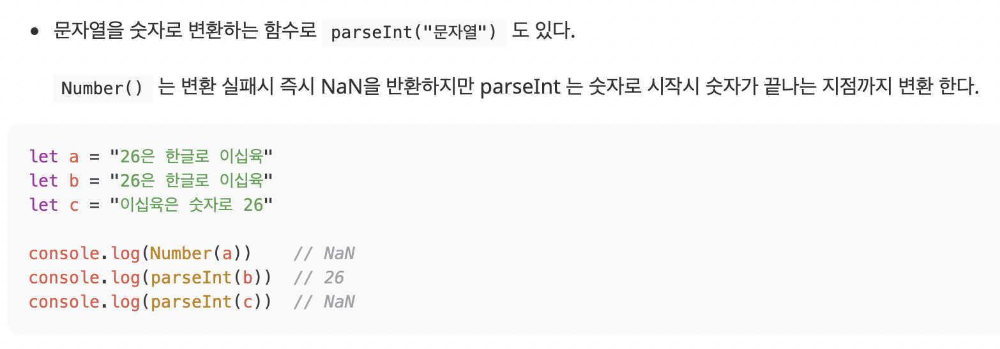 • 문자열을 숫자로 변환하는 함수로 parseInt("문자열") 도 있다.
Number() 는 변환 실패시 즉시 NaN을 반환하지만 parseInt 는 숫자로 시작시 숫자가 끝나는 지점까지 변환 한다.
let a = "26은 한글로 이십육"
let b = "26은 한글로 이십육"
let c = "이십육은 숫자로 26"
console.log(Number(a))    // NaN
console.log(parseInt(b))  // 26
console.log(parseInt(c))  // NaN